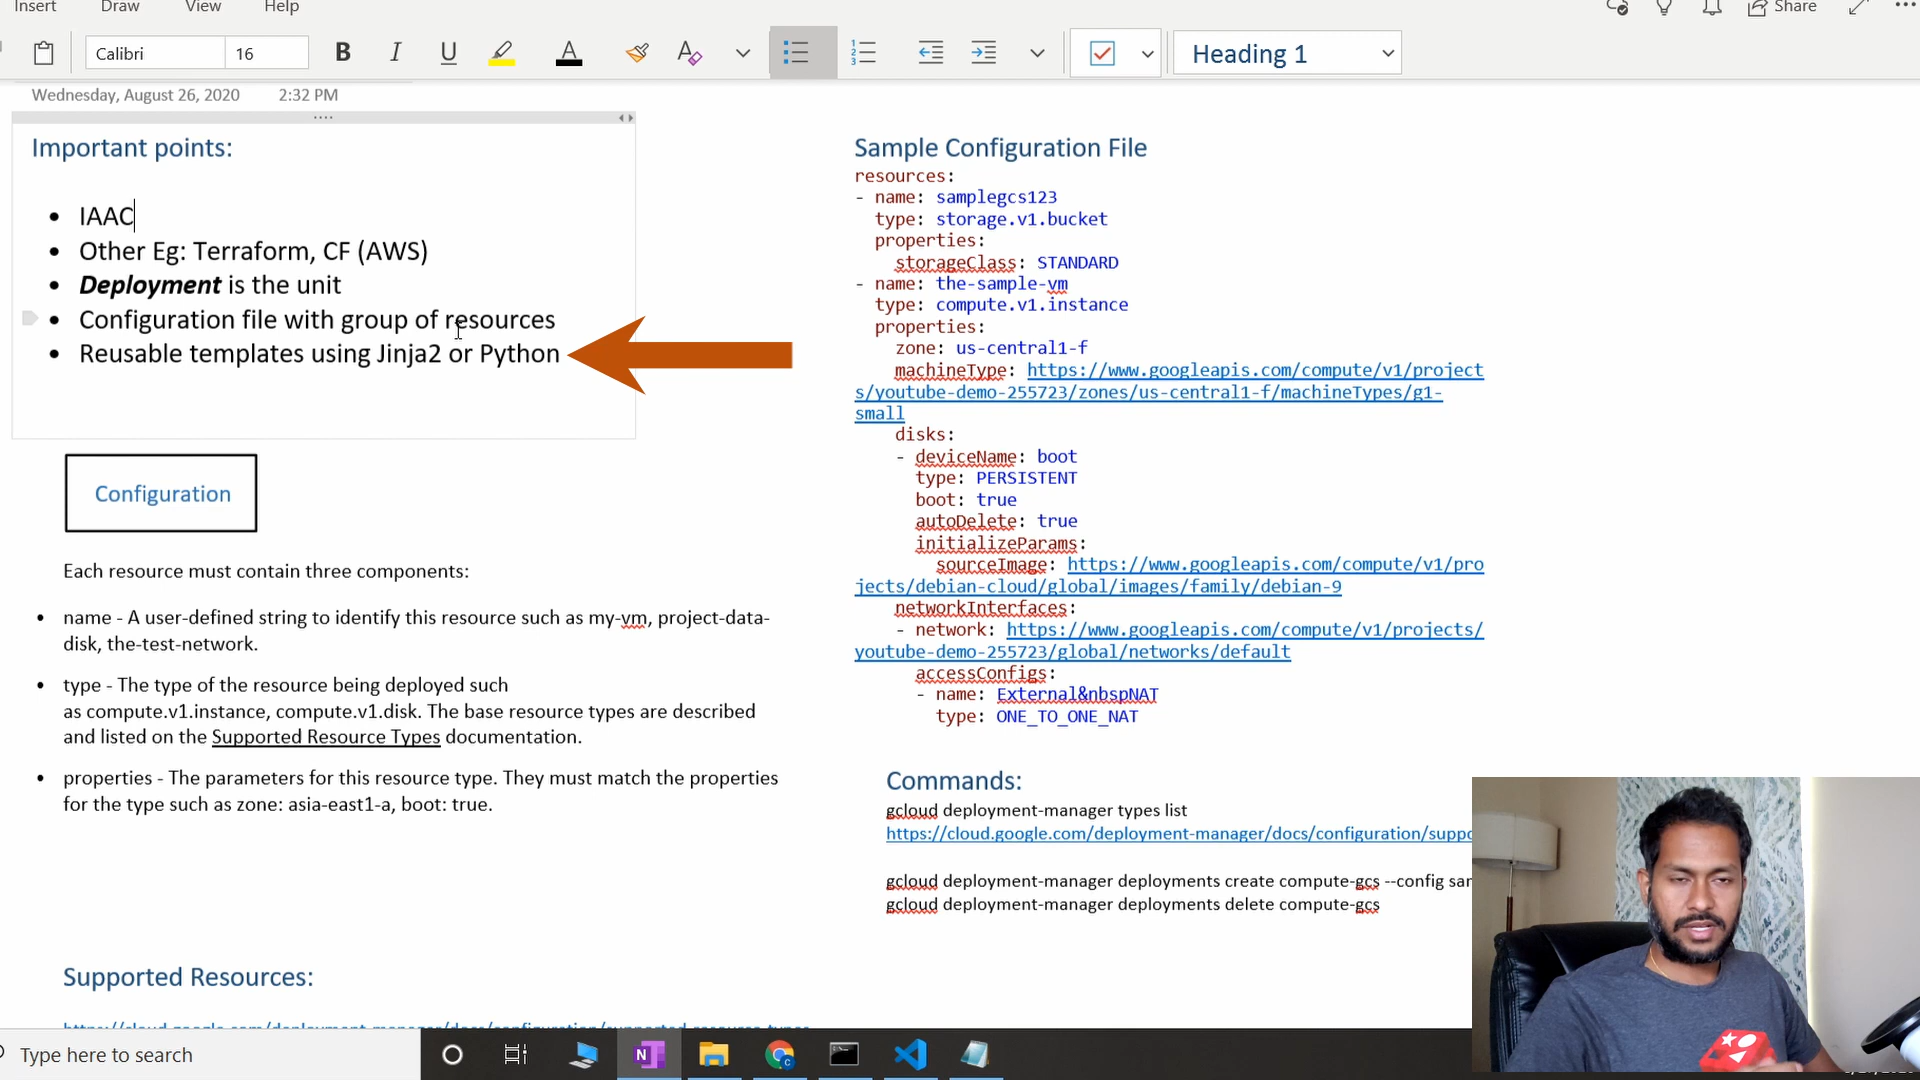 Insert Draw View Help
Share
Calibri 16 B I U A A Heading 1
Wednesday, August 26, 2020 2:32 PM
Important points:
IAAC
Other Eg: Terraform, CF (AWS)
Deployment is the unit
Configuration file with group of resources
Reusable templates using Jinja2 or Python
Configuration
Each resource must contain three components:
name - A user-defined string to identify this resource such as my-vm, project-data-
disk, the-test-network.
type - The type of the resource being deployed such
as compute.v1.instance, compute.v1.disk. The base resource types are described
and listed on the Supported Resource Types documentation.
properties - The parameters for this resource type. They must match the properties
for the type such as zone: asia-east1-a, boot: true.
Supported Resources:
https://cloud.google.com/deployment-manager/docs/configuration/supported-resource-types
Sample Configuration File
resources:
- name: samplegcs123
type: storage.v1.bucket
properties:
storageClass: STANDARD
- name: the-sample-vm
type: compute.v1.instance
properties:
zone: us-central1-f
machineType: https://www.googleapis.com/compute/v1/project
s/youtube-demo-255723/zones/us-central1-f/machineTypes/g1-
small
disks:
- deviceName: boot
type: PERSISTENT
boot: true
autoDelete: true
initializeParams:
sourceImage: https://www.googleapis.com/compute/v1/pro
jects/debian-cloud/global/images/family/debian-9
networkInterfaces:
- network: https://www.googleapis.com/compute/v1/projects/
youtube-demo-255723/global/networks/default
accessConfigs:
- name: External&nbspNAT
type: ONE_TO_ONE_NAT
Commands:
gcloud deployment-manager types list
https://cloud.google.com/deployment-manager/docs/configuration/suppo
gcloud deployment-manager deployments create compute-gcs --config sam
gcloud deployment-manager deployments delete compute-gcs
Type here to search